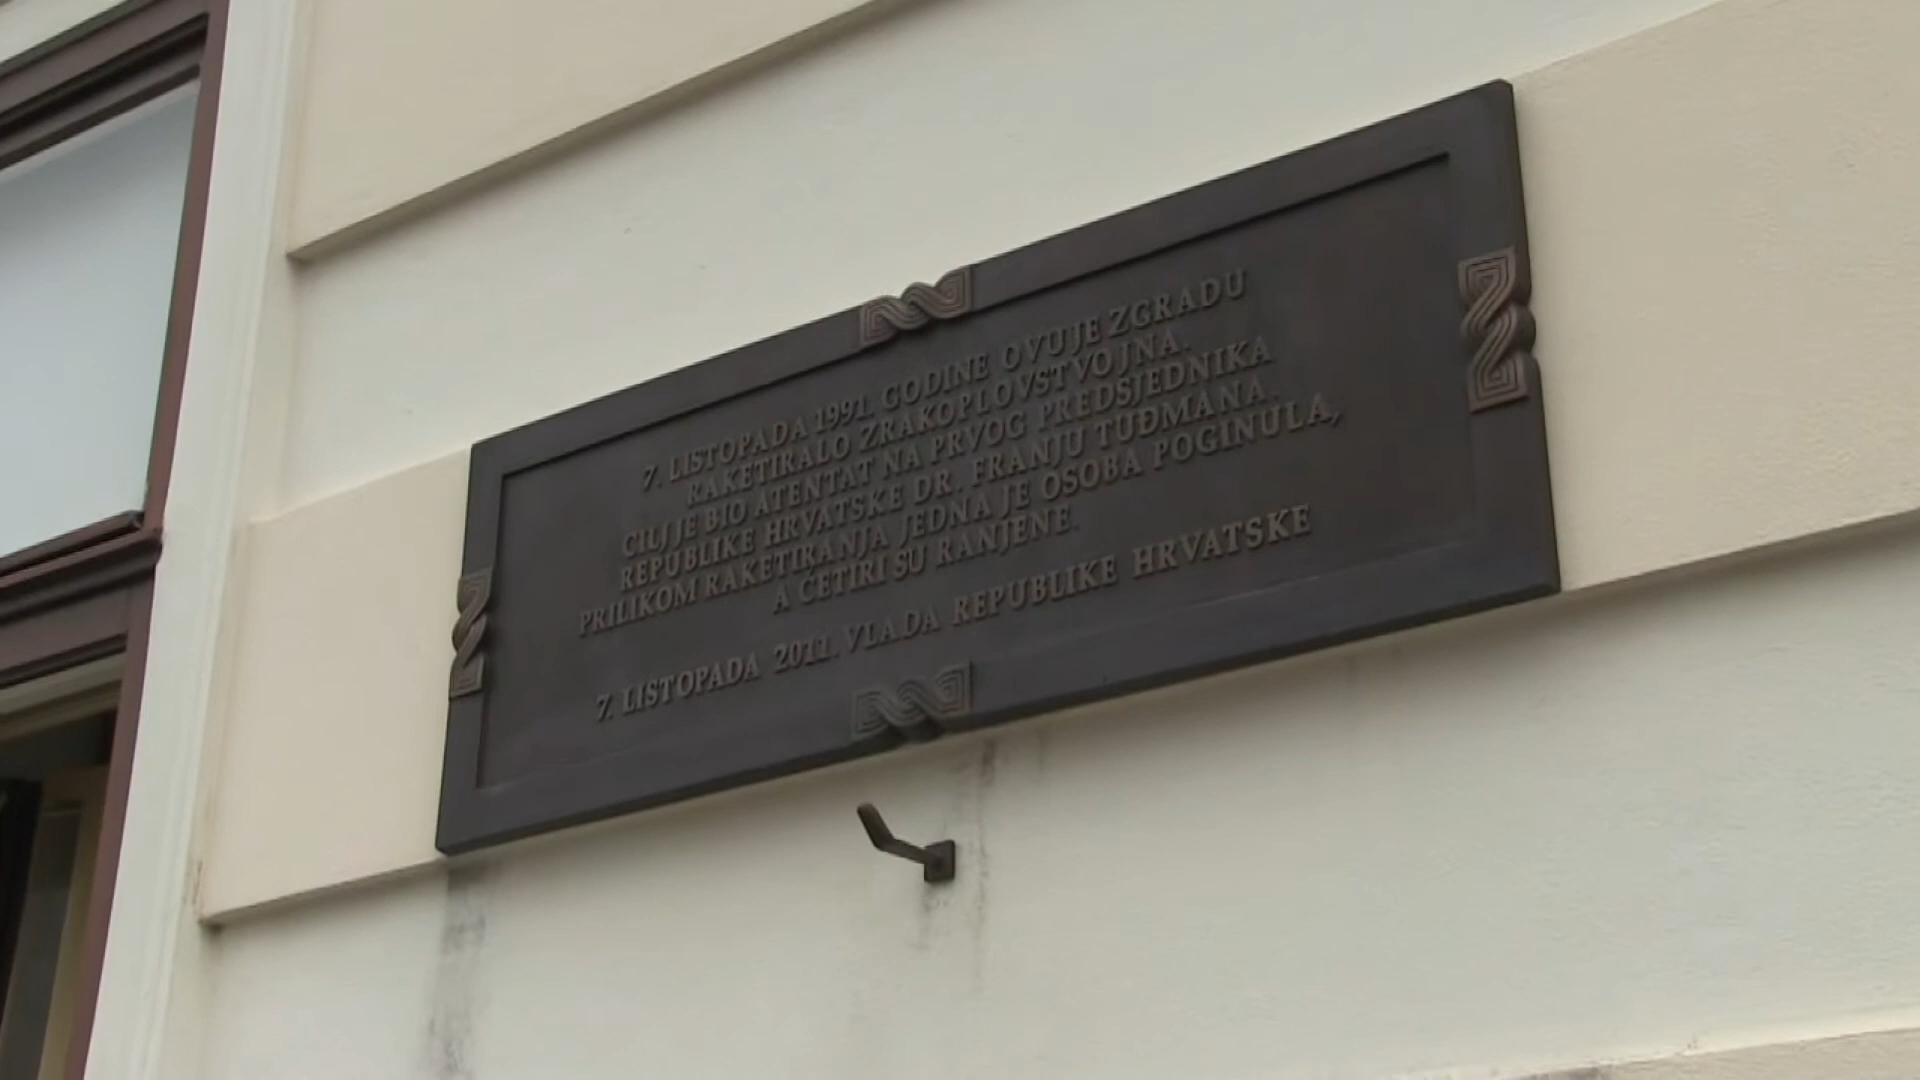 7. LISTOPADA 1991. GODINE OVU JE ZGRADU
RAKETIRALO ZRAKOPLOVSTVO JNA.
CILJ JE BIO ATENTAT NA PRVOG PREDSJEDNIKA
REPUBLIKE HRVATSKE DR. FRANJU TUĐMANA.
PRILIKOM RAKETIRANJA JEDNA JE OSOBA POGINULA,
A ČETIRI SU RANJENE.
7. LISTOPADA 2011. VLADA REPUBLIKE HRVATSKE